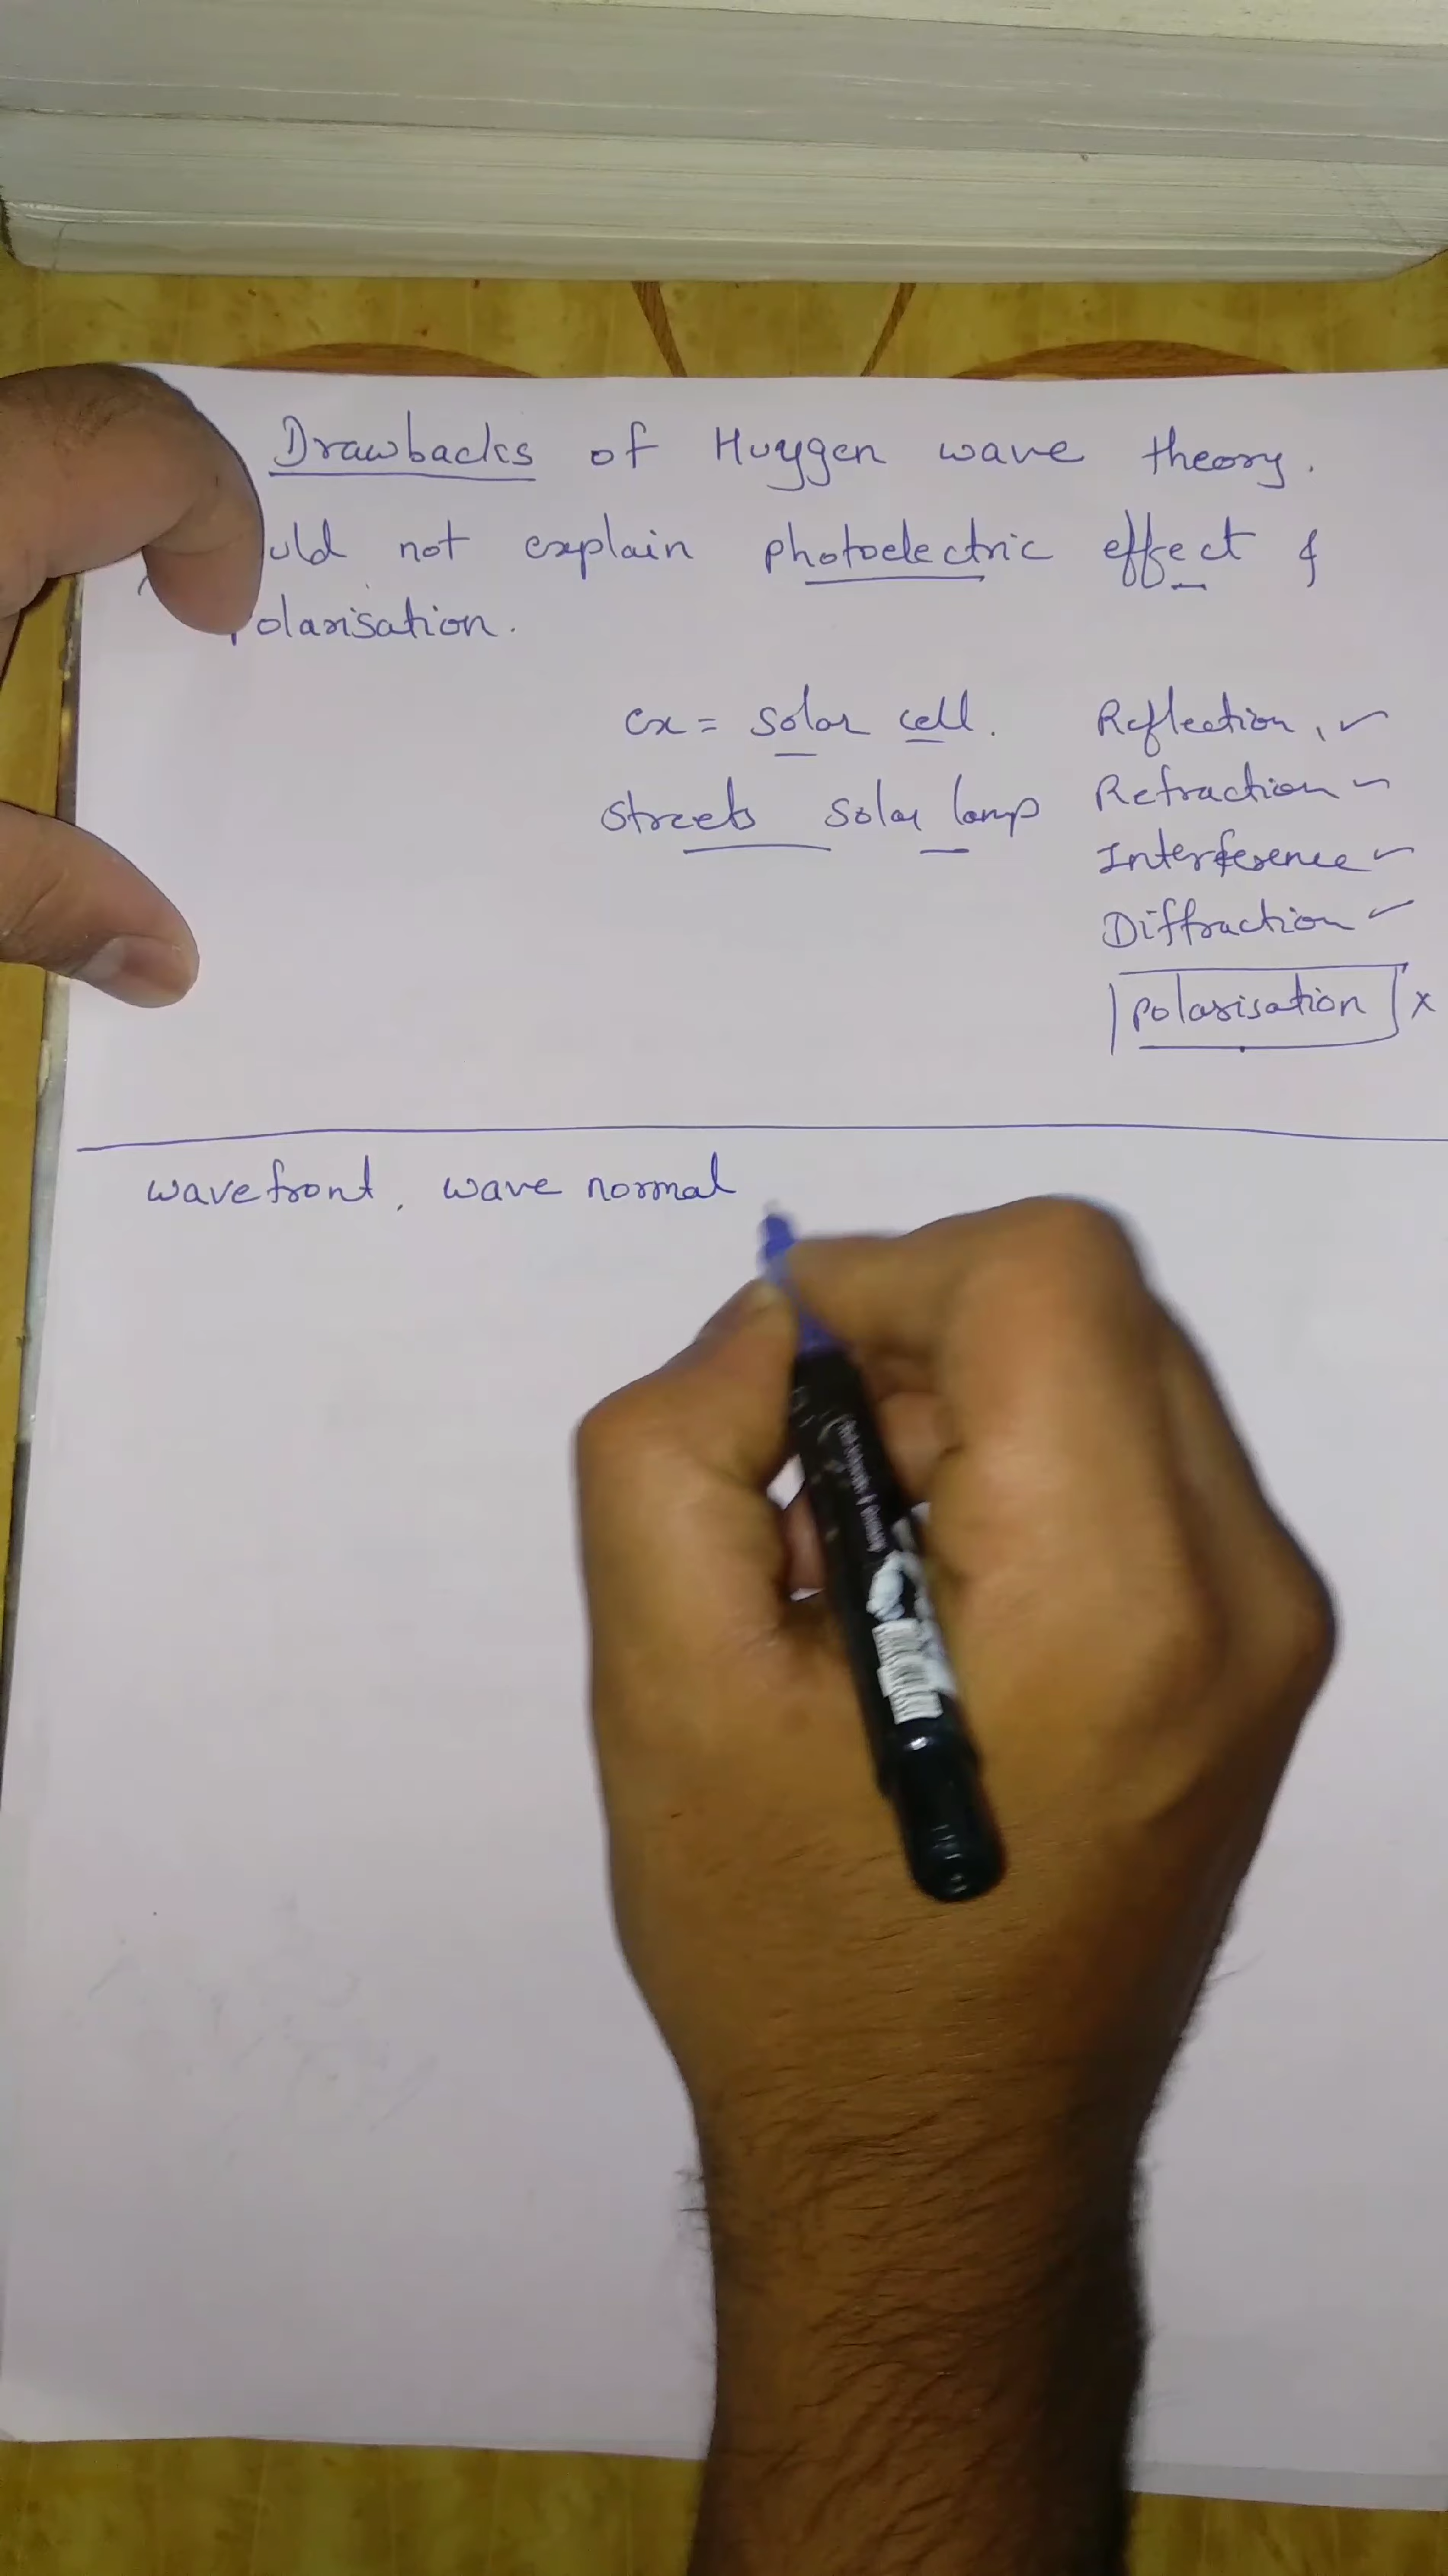 Drawbacks of Huygen wave theory.
uld not explain photoelectric effect &
polarisation.
ex = solar cell.
streets solar lamp
Reflection, ✓
Refraction ✓
Interference ✓
Diffraction ✓
polarisation x
wavefront, wave normal